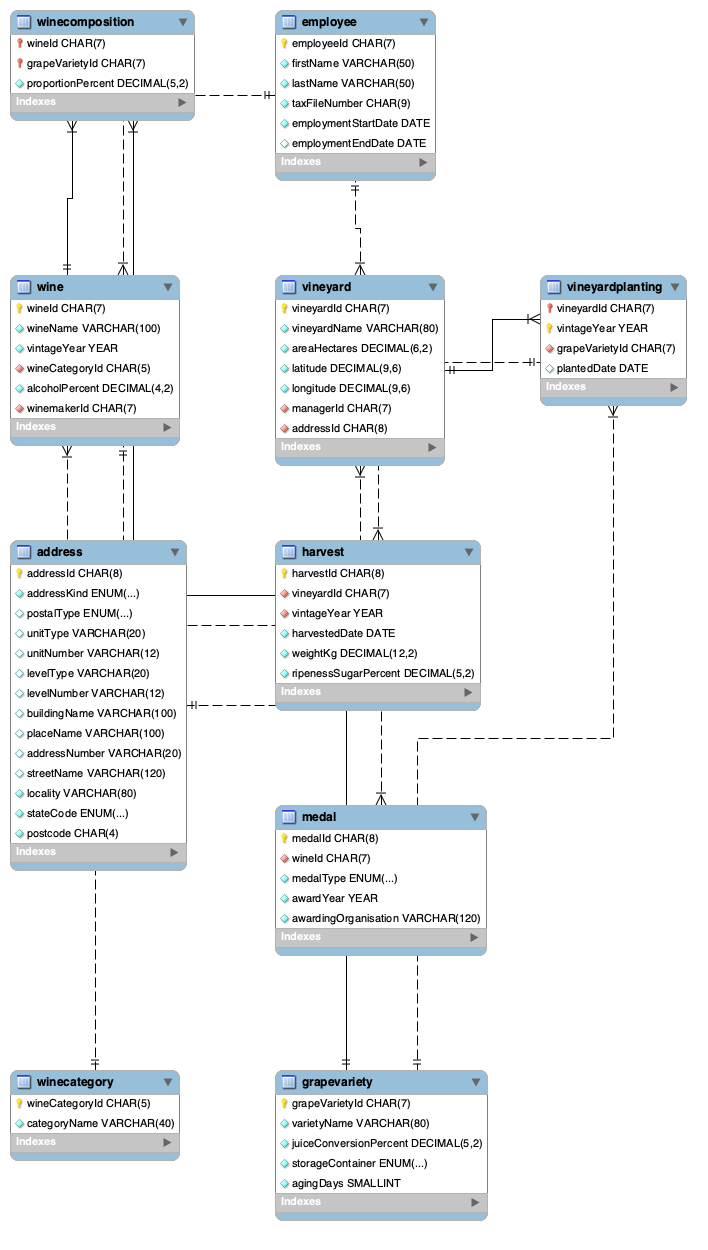 winecomposition
wineId CHAR(7)
grapeVarietyId CHAR(7)
proportionPercent DECIMAL(5,2)
Indexes
employee
employeeId CHAR(7)
firstName VARCHAR(50)
lastName VARCHAR(50)
taxFileNumber CHAR(9)
employmentStartDate DATE
employmentEndDate DATE
Indexes
wine
wineId CHAR(7)
wineName VARCHAR(100)
vintageYear YEAR
wineCategoryId CHAR(5)
alcoholPercent DECIMAL(4,2)
winemakerId CHAR(7)
Indexes
vineyard
vineyardId CHAR(7)
vineyardName VARCHAR(80)
areaHectares DECIMAL(6,2)
latitude DECIMAL(9,6)
longitude DECIMAL(9,6)
managerId CHAR(7)
addressId CHAR(8)
Indexes
vineyardplanting
vineyardId CHAR(7)
vintageYear YEAR
grapeVarietyId CHAR(7)
plantedDate DATE
Indexes
address
addressId CHAR(8)
addressKind ENUM(...)
postalType ENUM(...)
unitType VARCHAR(20)
unitNumber VARCHAR(12)
levelType VARCHAR(20)
levelNumber VARCHAR(12)
buildingName VARCHAR(100)
placeName VARCHAR(100)
addressNumber VARCHAR(20)
streetName VARCHAR(120)
locality VARCHAR(80)
stateCode ENUM(...)
postcode CHAR(4)
Indexes
harvest
harvestId CHAR(8)
vineyardId CHAR(7)
vintageYear YEAR
harvestedDate DATE
weightKg DECIMAL(12,2)
ripenessSugarPercent DECIMAL(5,2)
Indexes
medal
medalId CHAR(8)
wineId CHAR(7)
medalType ENUM(...)
awardYear YEAR
awardingOrganisation VARCHAR(120)
Indexes
winecategory
wineCategoryId CHAR(5)
categoryName VARCHAR(40)
Indexes
grapevariety
grapeVarietyId CHAR(7)
varietyName VARCHAR(80)
juiceConversionPercent DECIMAL(5,2)
storageContainer ENUM(...)
agingDays SMALLINT
Indexes